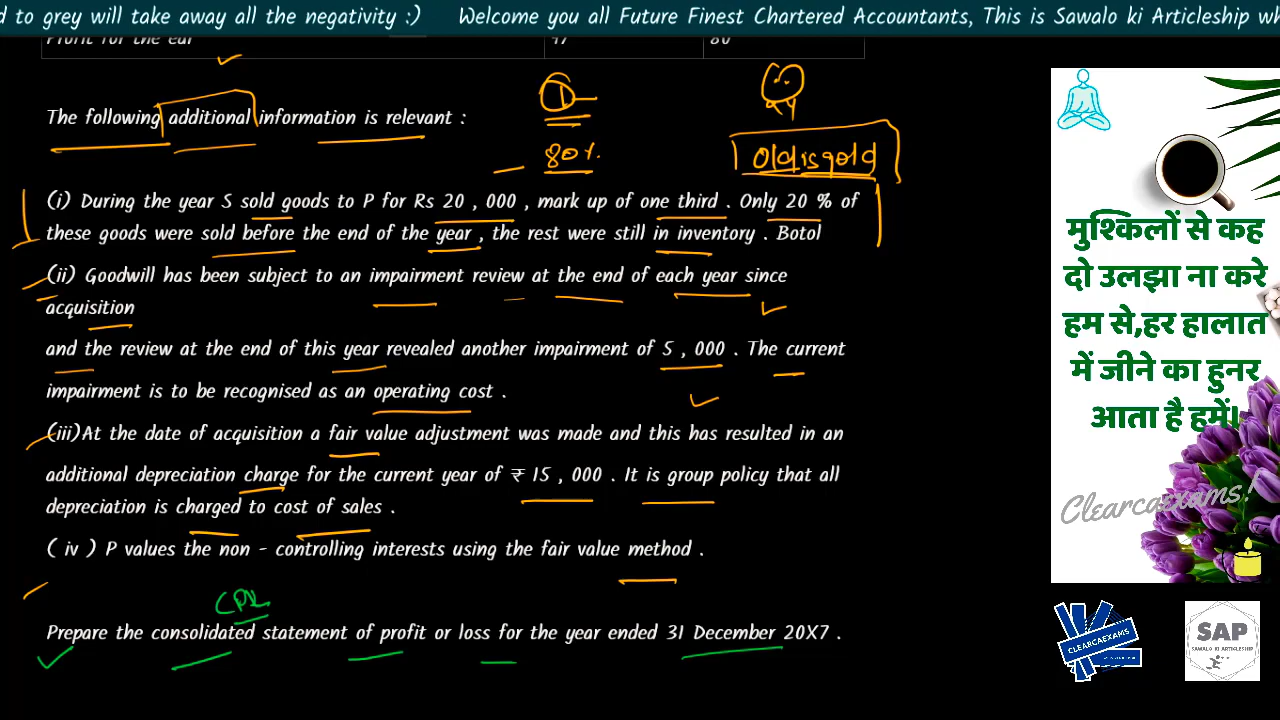 d to grey will take away all the negativity :) Welcome you all Future Finest Chartered Accountants, This is Sawalo ki Articleship wh
Profit for the ear 47 80
The following additional information is relevant :
80%
Old is gold
(i) During the year S sold goods to P for Rs 20 , 000 , mark up of one third . Only 20 % of
these goods were sold before the end of the year , the rest were still in inventory . Botol
(ii) Goodwill has been subject to an impairment review at the end of each year since
acquisition
and the review at the end of this year revealed another impairment of 5 , 000 . The current
impairment is to be recognised as an operating cost .
(iii)At the date of acquisition a fair value adjustment was made and this has resulted in an
additional depreciation charge for the current year of ₹ 15 , 000 . It is group policy that all
depreciation is charged to cost of sales .
( iv ) P values the non - controlling interests using the fair value method .
CPL
Prepare the consolidated statement of profit or loss for the year ended 31 December 20X7 .
मुश्किलों से कह
दो उलझा ना करे
हम से,हर हालात
में जीने का हुनर
आता है हमें।
Clearcaexams!
CLEARCAEXAMS
SAP
SAWALO KI ARTICLESHIP